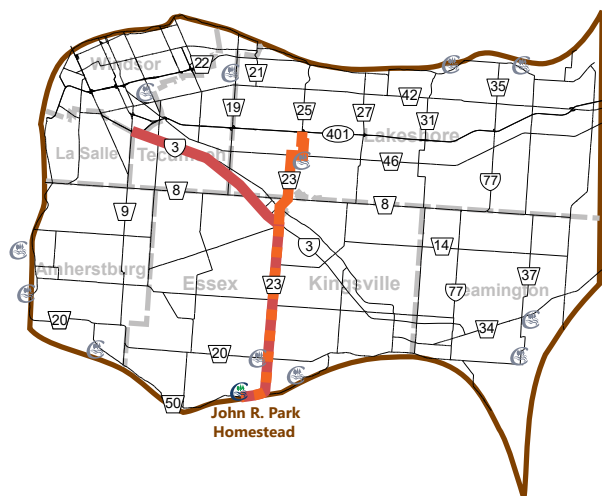 Windsor
22
21
19
25
27
42
31
35
401
Lakeshore
La Salle
Tecumseh
3
46
23
77
8
8
9
3
14
37
Amherstburg
Essex
23
Kingsville
77
Leamington
20
20
34
50
John R. Park
Homestead